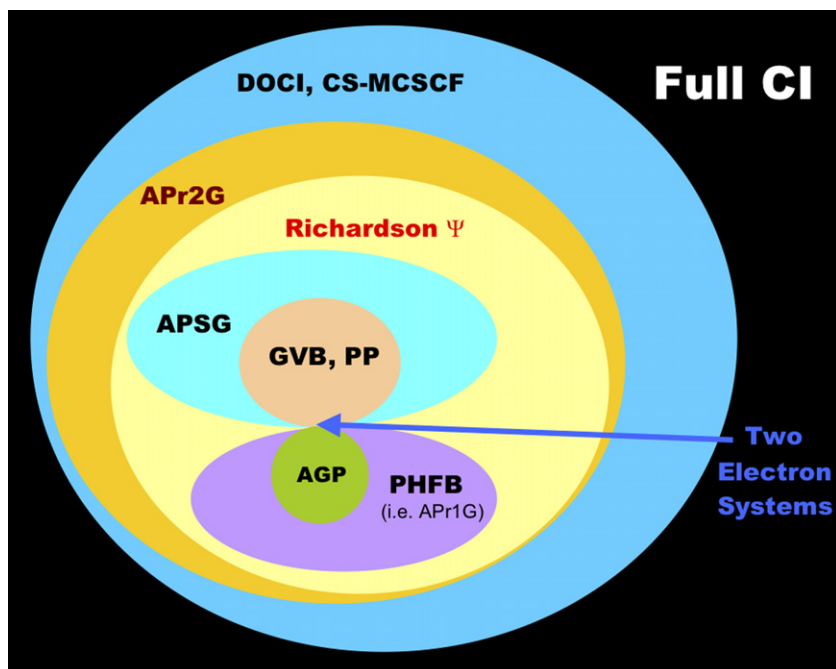 DOCI, CS-MCSCF
Full CI
APr2G
Richardson Ψ
APSG
GVB, PP
Two
Electron
Systems
AGP
PHFB
(i.e. APr1G)